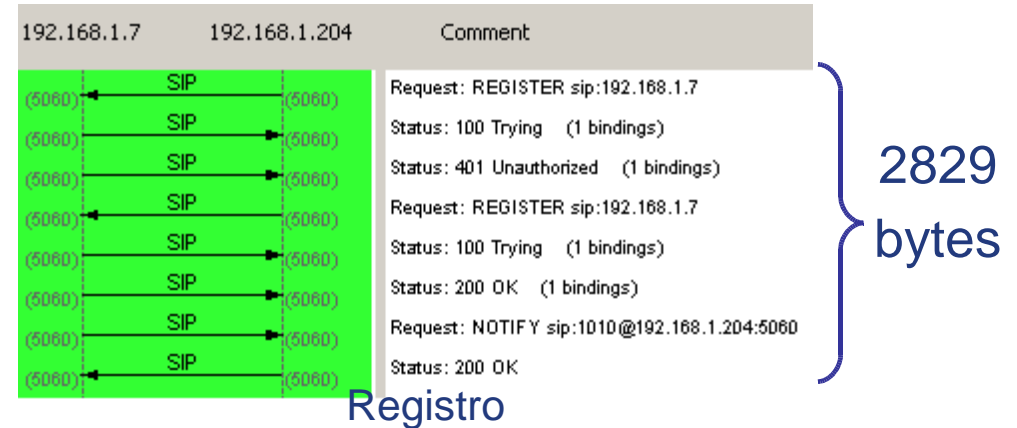 192.168.1.7 192.168.1.204 Comment
(5060) SIP (5060) Request: REGISTER sip:192.168.1.7
(5060) SIP (5060) Status: 100 Trying (1 bindings)
(5060) SIP (5060) Status: 401 Unauthorized (1 bindings)
(5060) SIP (5060) Request: REGISTER sip:192.168.1.7
(5060) SIP (5060) Status: 100 Trying (1 bindings)
(5060) SIP (5060) Status: 200 OK (1 bindings)
(5060) SIP (5060) Request: NOTIFY sip:1010@192.168.1.204:5060
(5060) SIP (5060) Status: 200 OK
2829
bytes
Registro